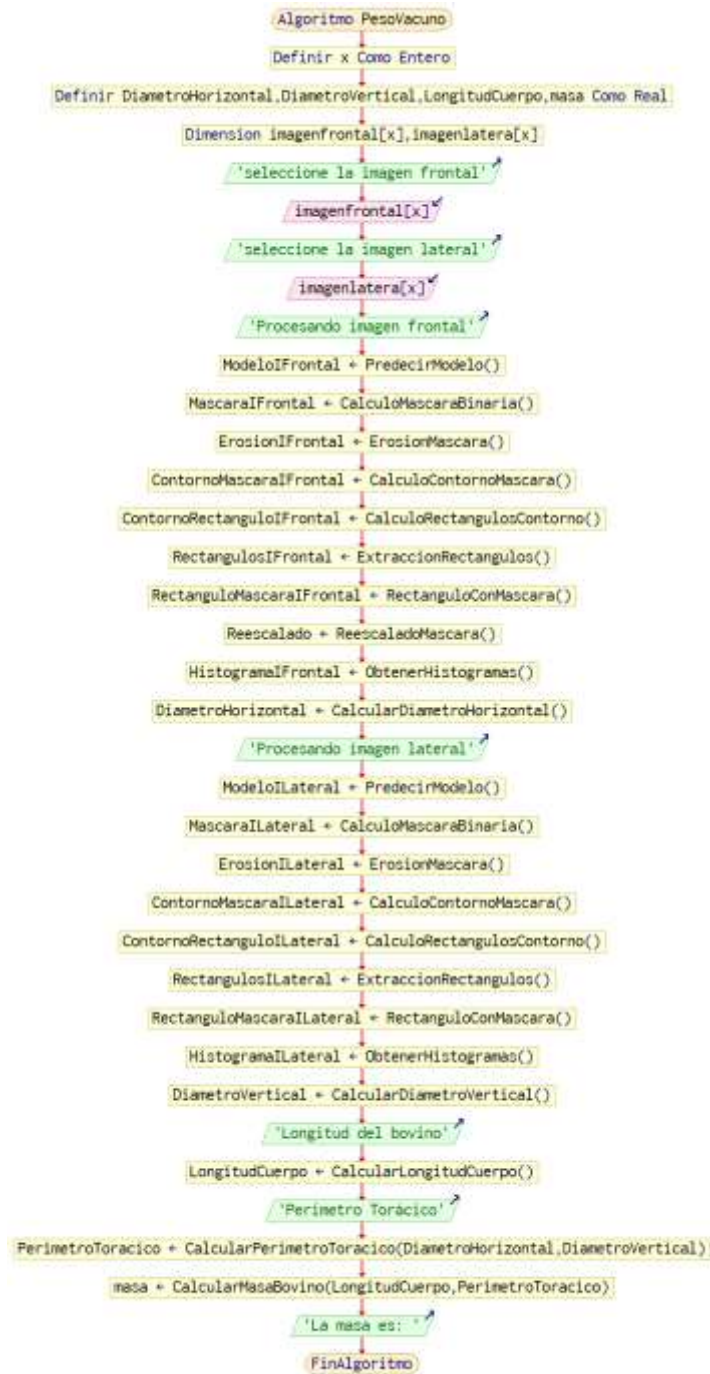 Algoritmo PesoVacuno
Definir x Como Entero
Definir DiametroHorizontal,DiametroVertical,LongitudCuerpo,masa Como Real
Dimension imagenfrontal[x],imagenlatera[x]
'seleccione la imagen frontal'
imagenfrontal[x]
'seleccione la imagen lateral'
imagenlatera[x]
'Procesando imagen frontal'
ModeloIFrontal ← PredecirModelo()
MascaraIFrontal ← CalculoMascaraBinaria()
ErosionIFrontal ← ErosionMascara()
ContornoMascaraIFrontal ← CalculoContornoMascara()
ContornoRectanguloIFrontal ← CalculoRectangulosContorno()
RectangulosIFrontal ← ExtraccionRectangulos()
RectanguloMascaraIFrontal ← RectanguloConMascara()
Reescalado ← ReescaladoMascara()
HistogramaIFrontal ← ObtenerHistogramas()
DiametroHorizontal ← CalcularDiametroHorizontal()
'Procesando imagen lateral'
ModeloILateral ← PredecirModelo()
MascaraILateral ← CalculoMascaraBinaria()
ErosionILateral ← ErosionMascara()
ContornoMascaraILateral ← CalculoContornoMascara()
ContornoRectanguloILateral ← CalculoRectangulosContorno()
RectangulosILateral ← ExtraccionRectangulos()
RectanguloMascaraILateral ← RectanguloConMascara()
HistogramaILateral ← ObtenerHistogramas()
DiametroVertical ← CalcularDiametroVertical()
'Longitud del bovino'
LongitudCuerpo ← CalcularLongitudCuerpo()
'Perimetro Torácico'
PerimetroToracico ← CalcularPerimetroToracico(DiametroHorizontal,DiametroVertical)
masa ← CalcularMasaBovino(LongitudCuerpo,PerimetroToracico)
'La masa es: '
FinAlgoritmo